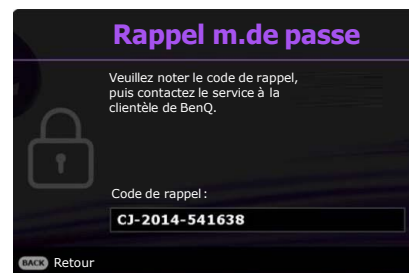 Rappel m.de passe
Veuillez noter le code de rappel,
puis contactez le service à la
clientèle de BenQ.
Code de rappel :
CJ-2014-541638
BACK Retour